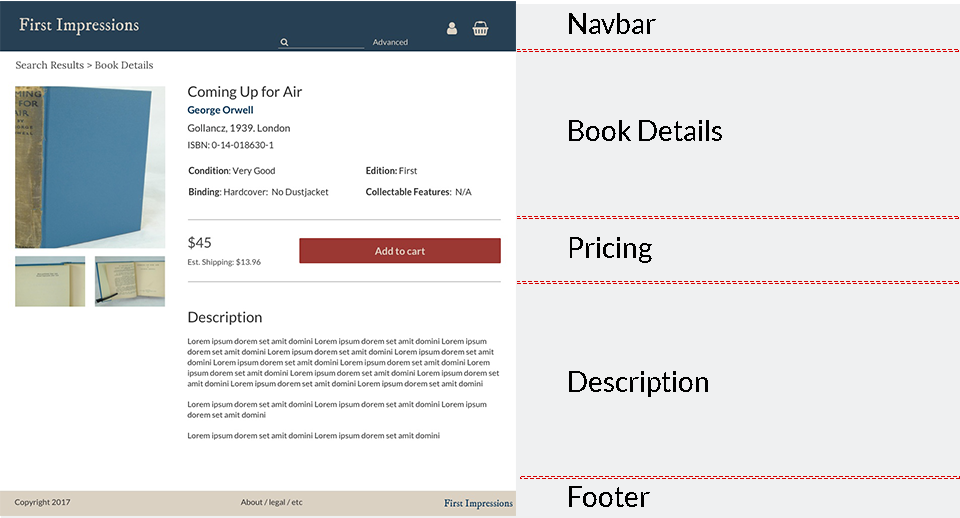 First Impressions
Advanced
Search Results > Book Details
Coming Up for Air
George Orwell
Gollancz, 1939. London
ISBN: 0-14-018630-1
Condition: Very Good
Edition: First
Binding: Hardcover: No Dustjacket
Collectable Features: N/A
$45
Add to cart
Est. Shipping: $13.96
Description
Lorem ipsum dorem set amit domini Lorem ipsum dorem set amit domini Lorem ipsum
dorem set amit domini Lorem ipsum dorem set amit domini Lorem ipsum dorem set amit
domini Lorem ipsum dorem set amit domini Lorem ipsum dorem set amit domini Lorem
ipsum dorem set amit domini Lorem ipsum dorem set amit domini Lorem ipsum dorem set
amit domini Lorem ipsum dorem set amit domini Lorem ipsum dorem set amit domini
Lorem ipsum dorem set amit domini Lorem ipsum dorem set amit domini Lorem ipsum
dorem set amit domini
Lorem ipsum dorem set amit domini Lorem ipsum dorem set amit domini
Copyright 2017
About / legal / etc
First Impressions
Navbar
Book Details
Pricing
Description
Footer